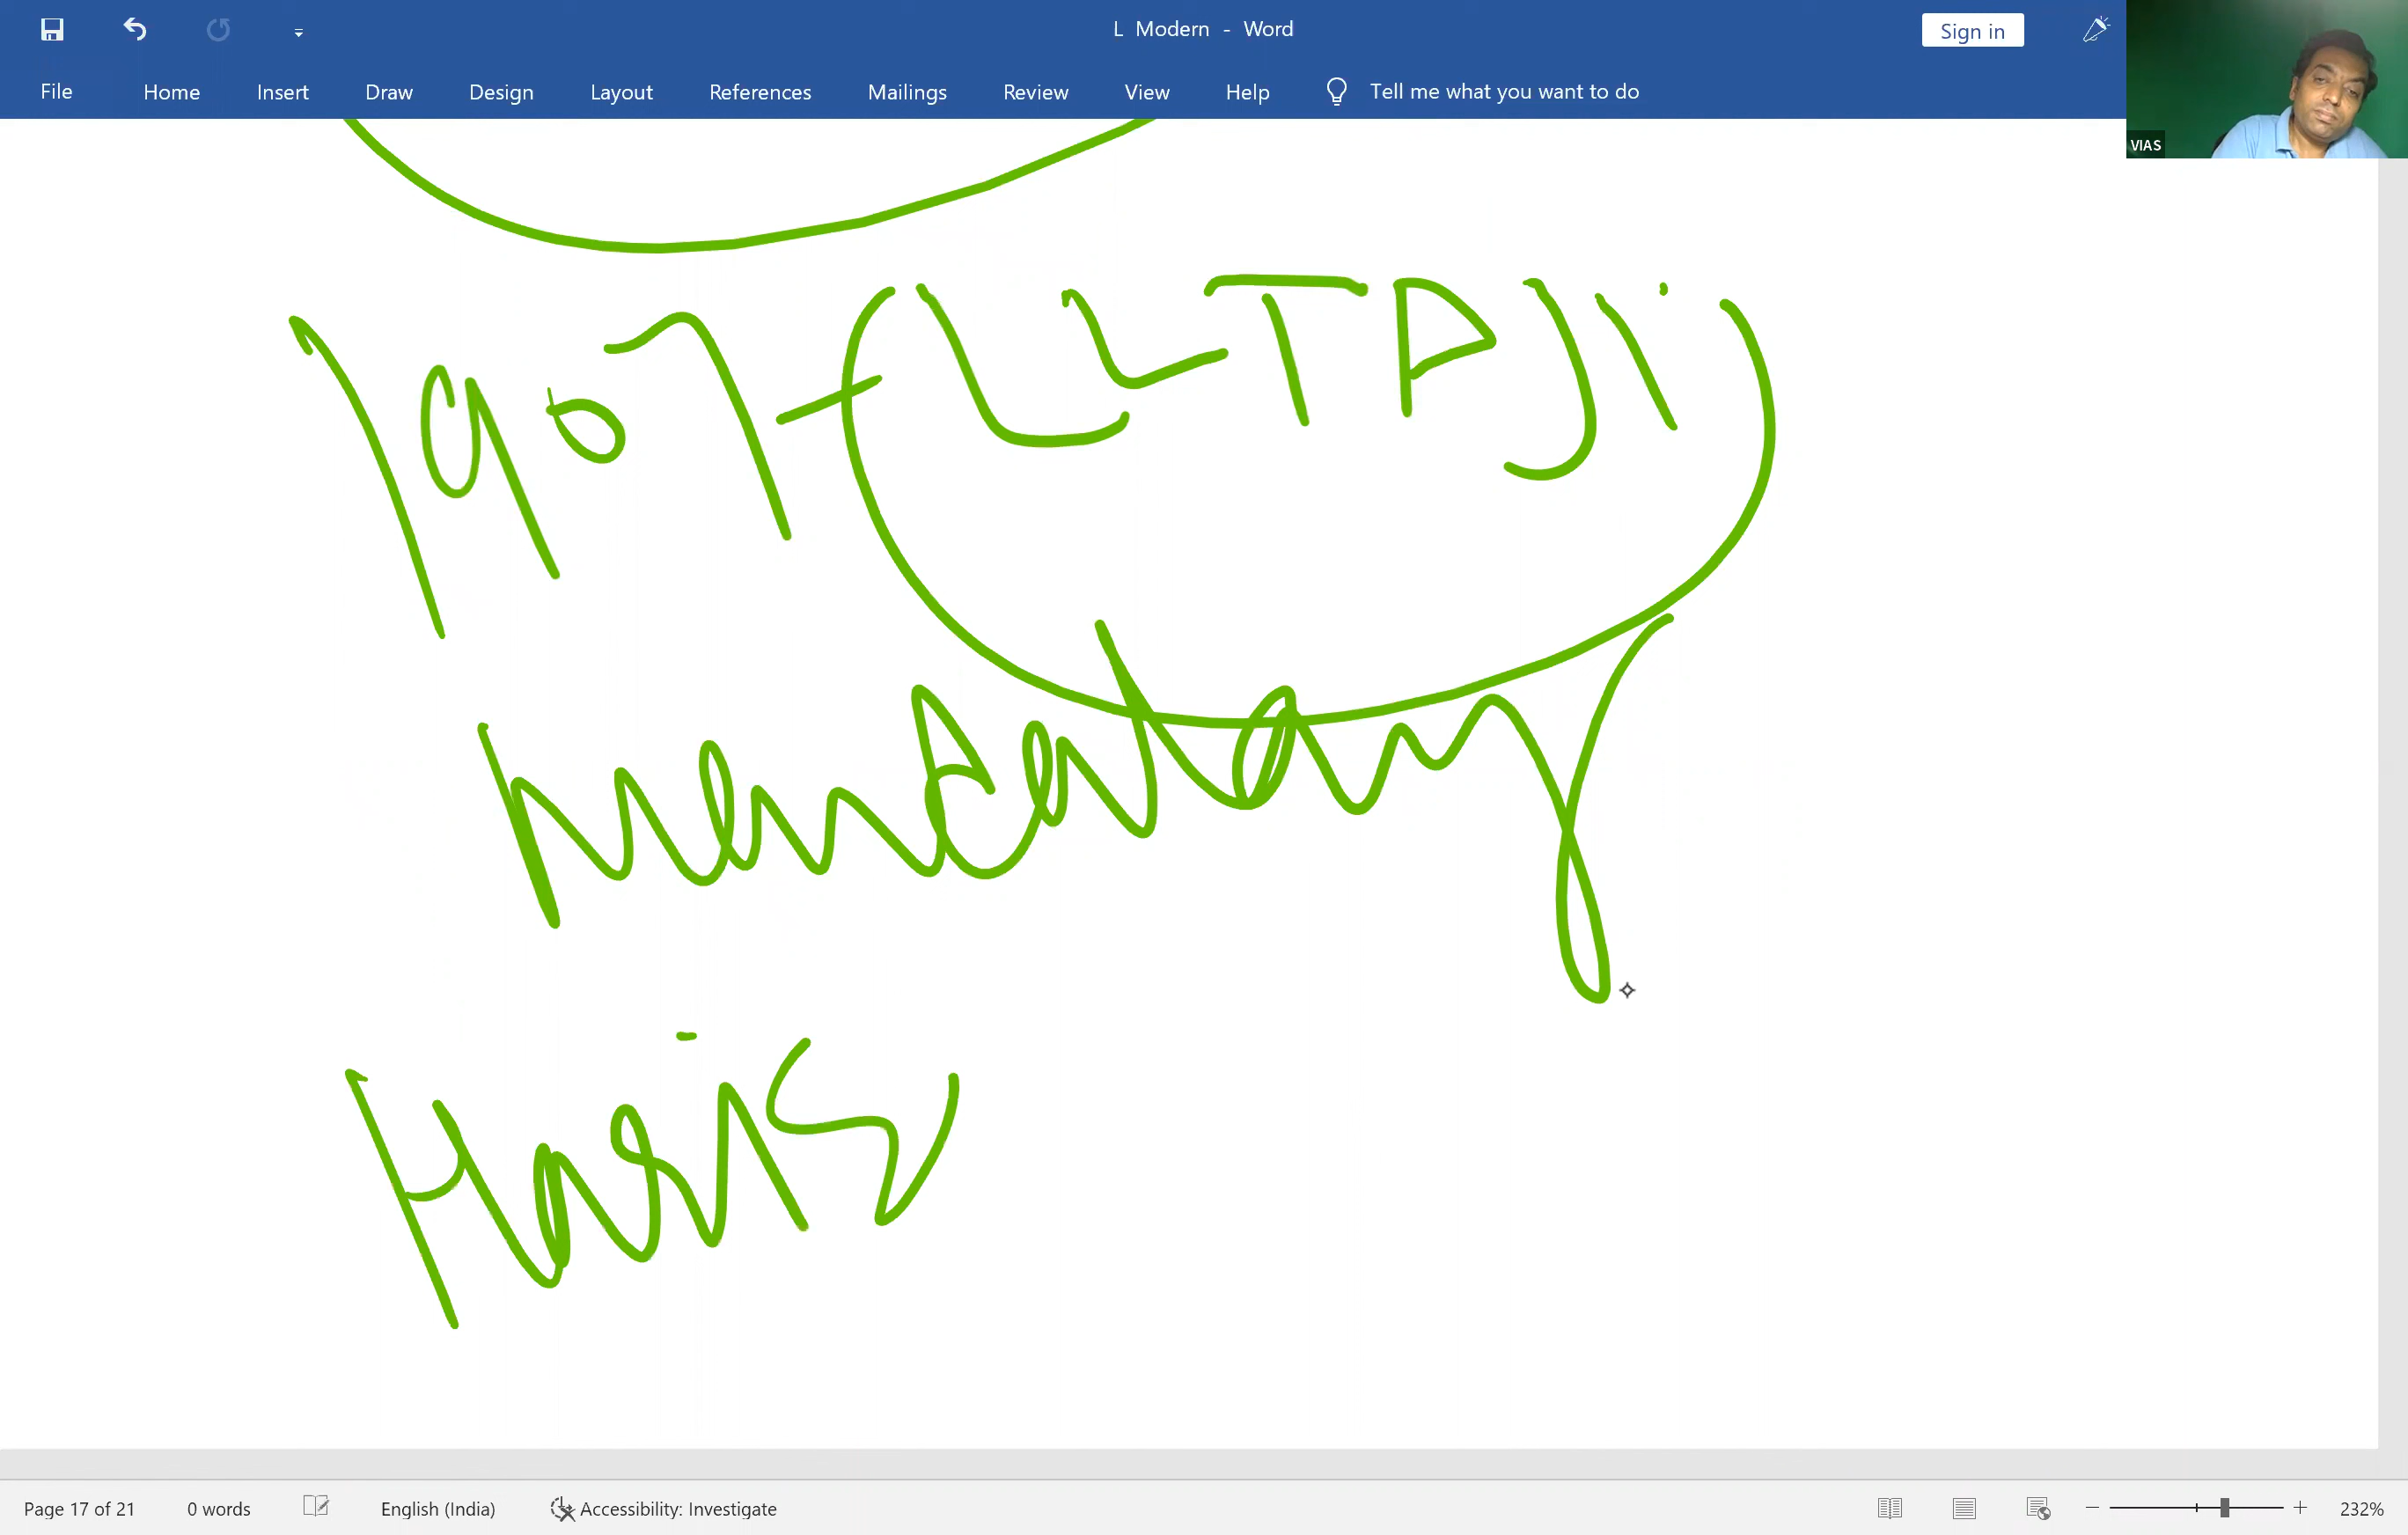 L Modern - Word
Sign in
File Home Insert Draw Design Layout References Mailings Review View Help Tell me what you want to do
VIAS
1907 - (LLTPJi)
Mendatory
Haris
Page 17 of 21 0 words English (India) Accessibility: Investigate 232%